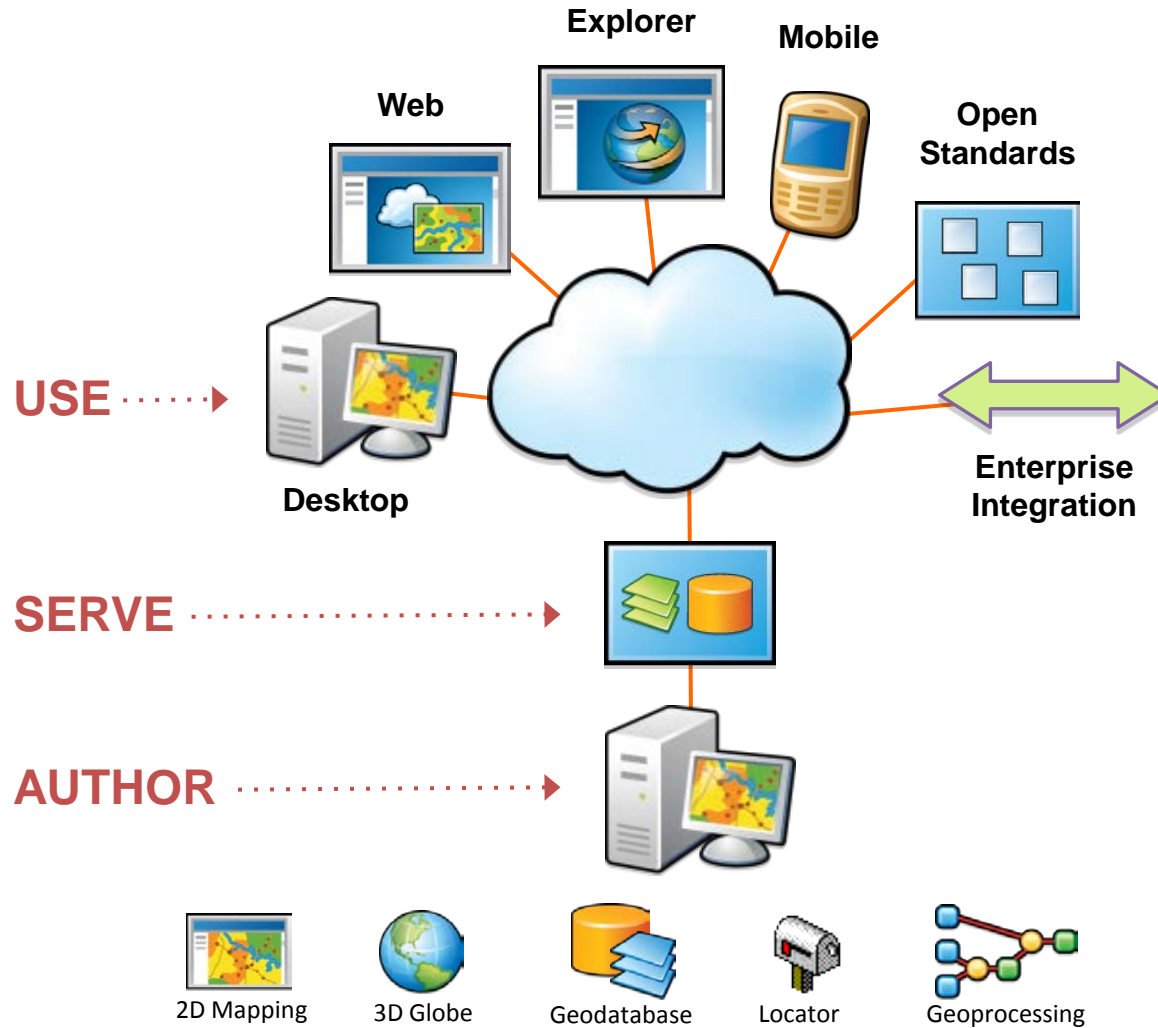 Explorer
Mobile
Web
Open
Standards
USE
Desktop
Enterprise
Integration
SERVE
AUTHOR
2D Mapping
3D Globe
Geodatabase
Locator
Geoprocessing